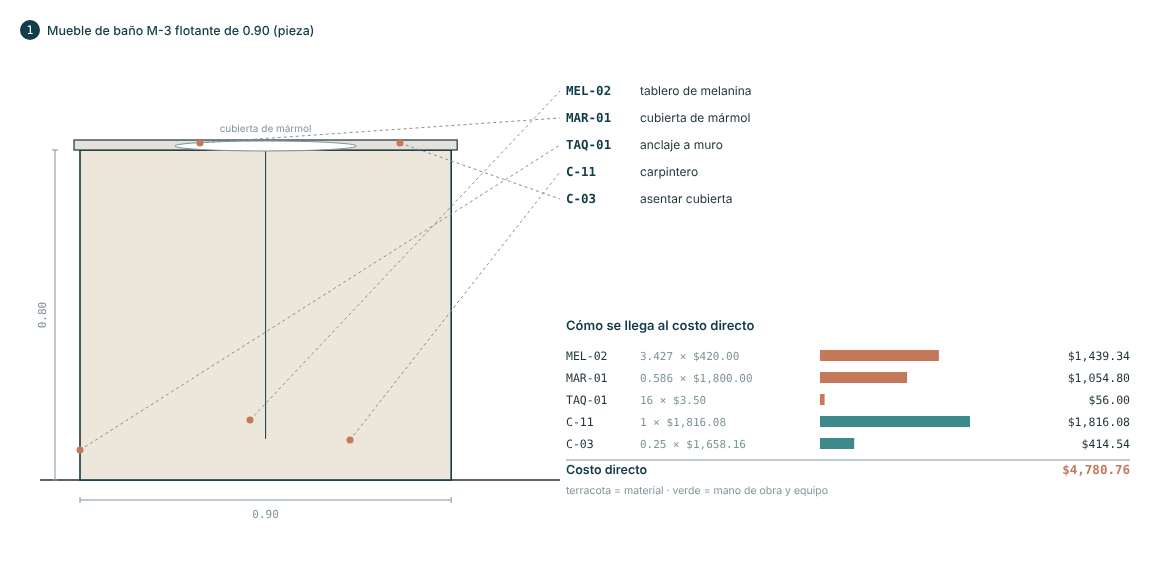 1 Mueble de baño M-3 flotante de 0.90 (pieza)
MEL-02 tablero de melanina
MAR-01 cubierta de mármol
TAQ-01 anclaje a muro
C-11 carpintero
C-03 asentar cubierta
cubierta de mármol
0.80
0.90
Cómo se llega al costo directo
MEL-02 3.427 × $420.00 $1,439.34
MAR-01 0.586 × $1,800.00 $1,054.80
TAQ-01 16 × $3.50 $56.00
C-11 1 × $1,816.08 $1,816.08
C-03 0.25 × $1,658.16 $414.54
Costo directo $4,780.76
terracota = material · verde = mano de obra y equipo